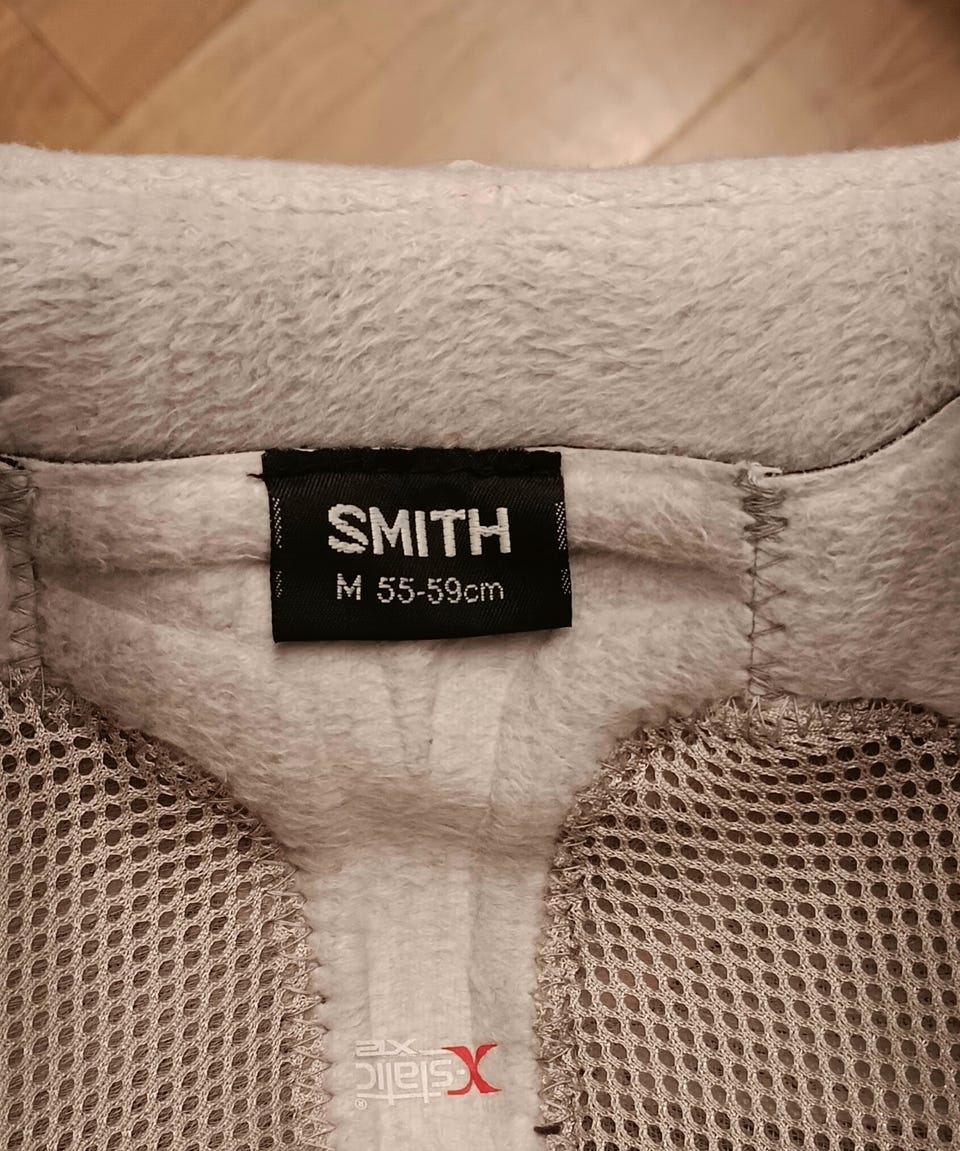 SMITH
M 55-59cm
X-static®
XT2